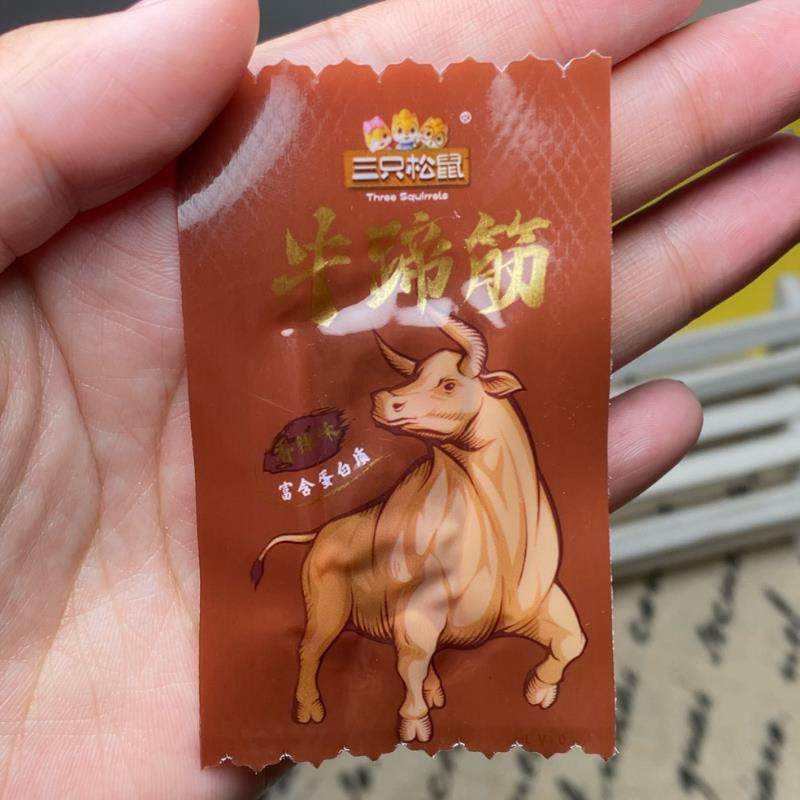 ®
三只松鼠
Three Squirrels
牛蹄筋
香辣味
富含蛋白质